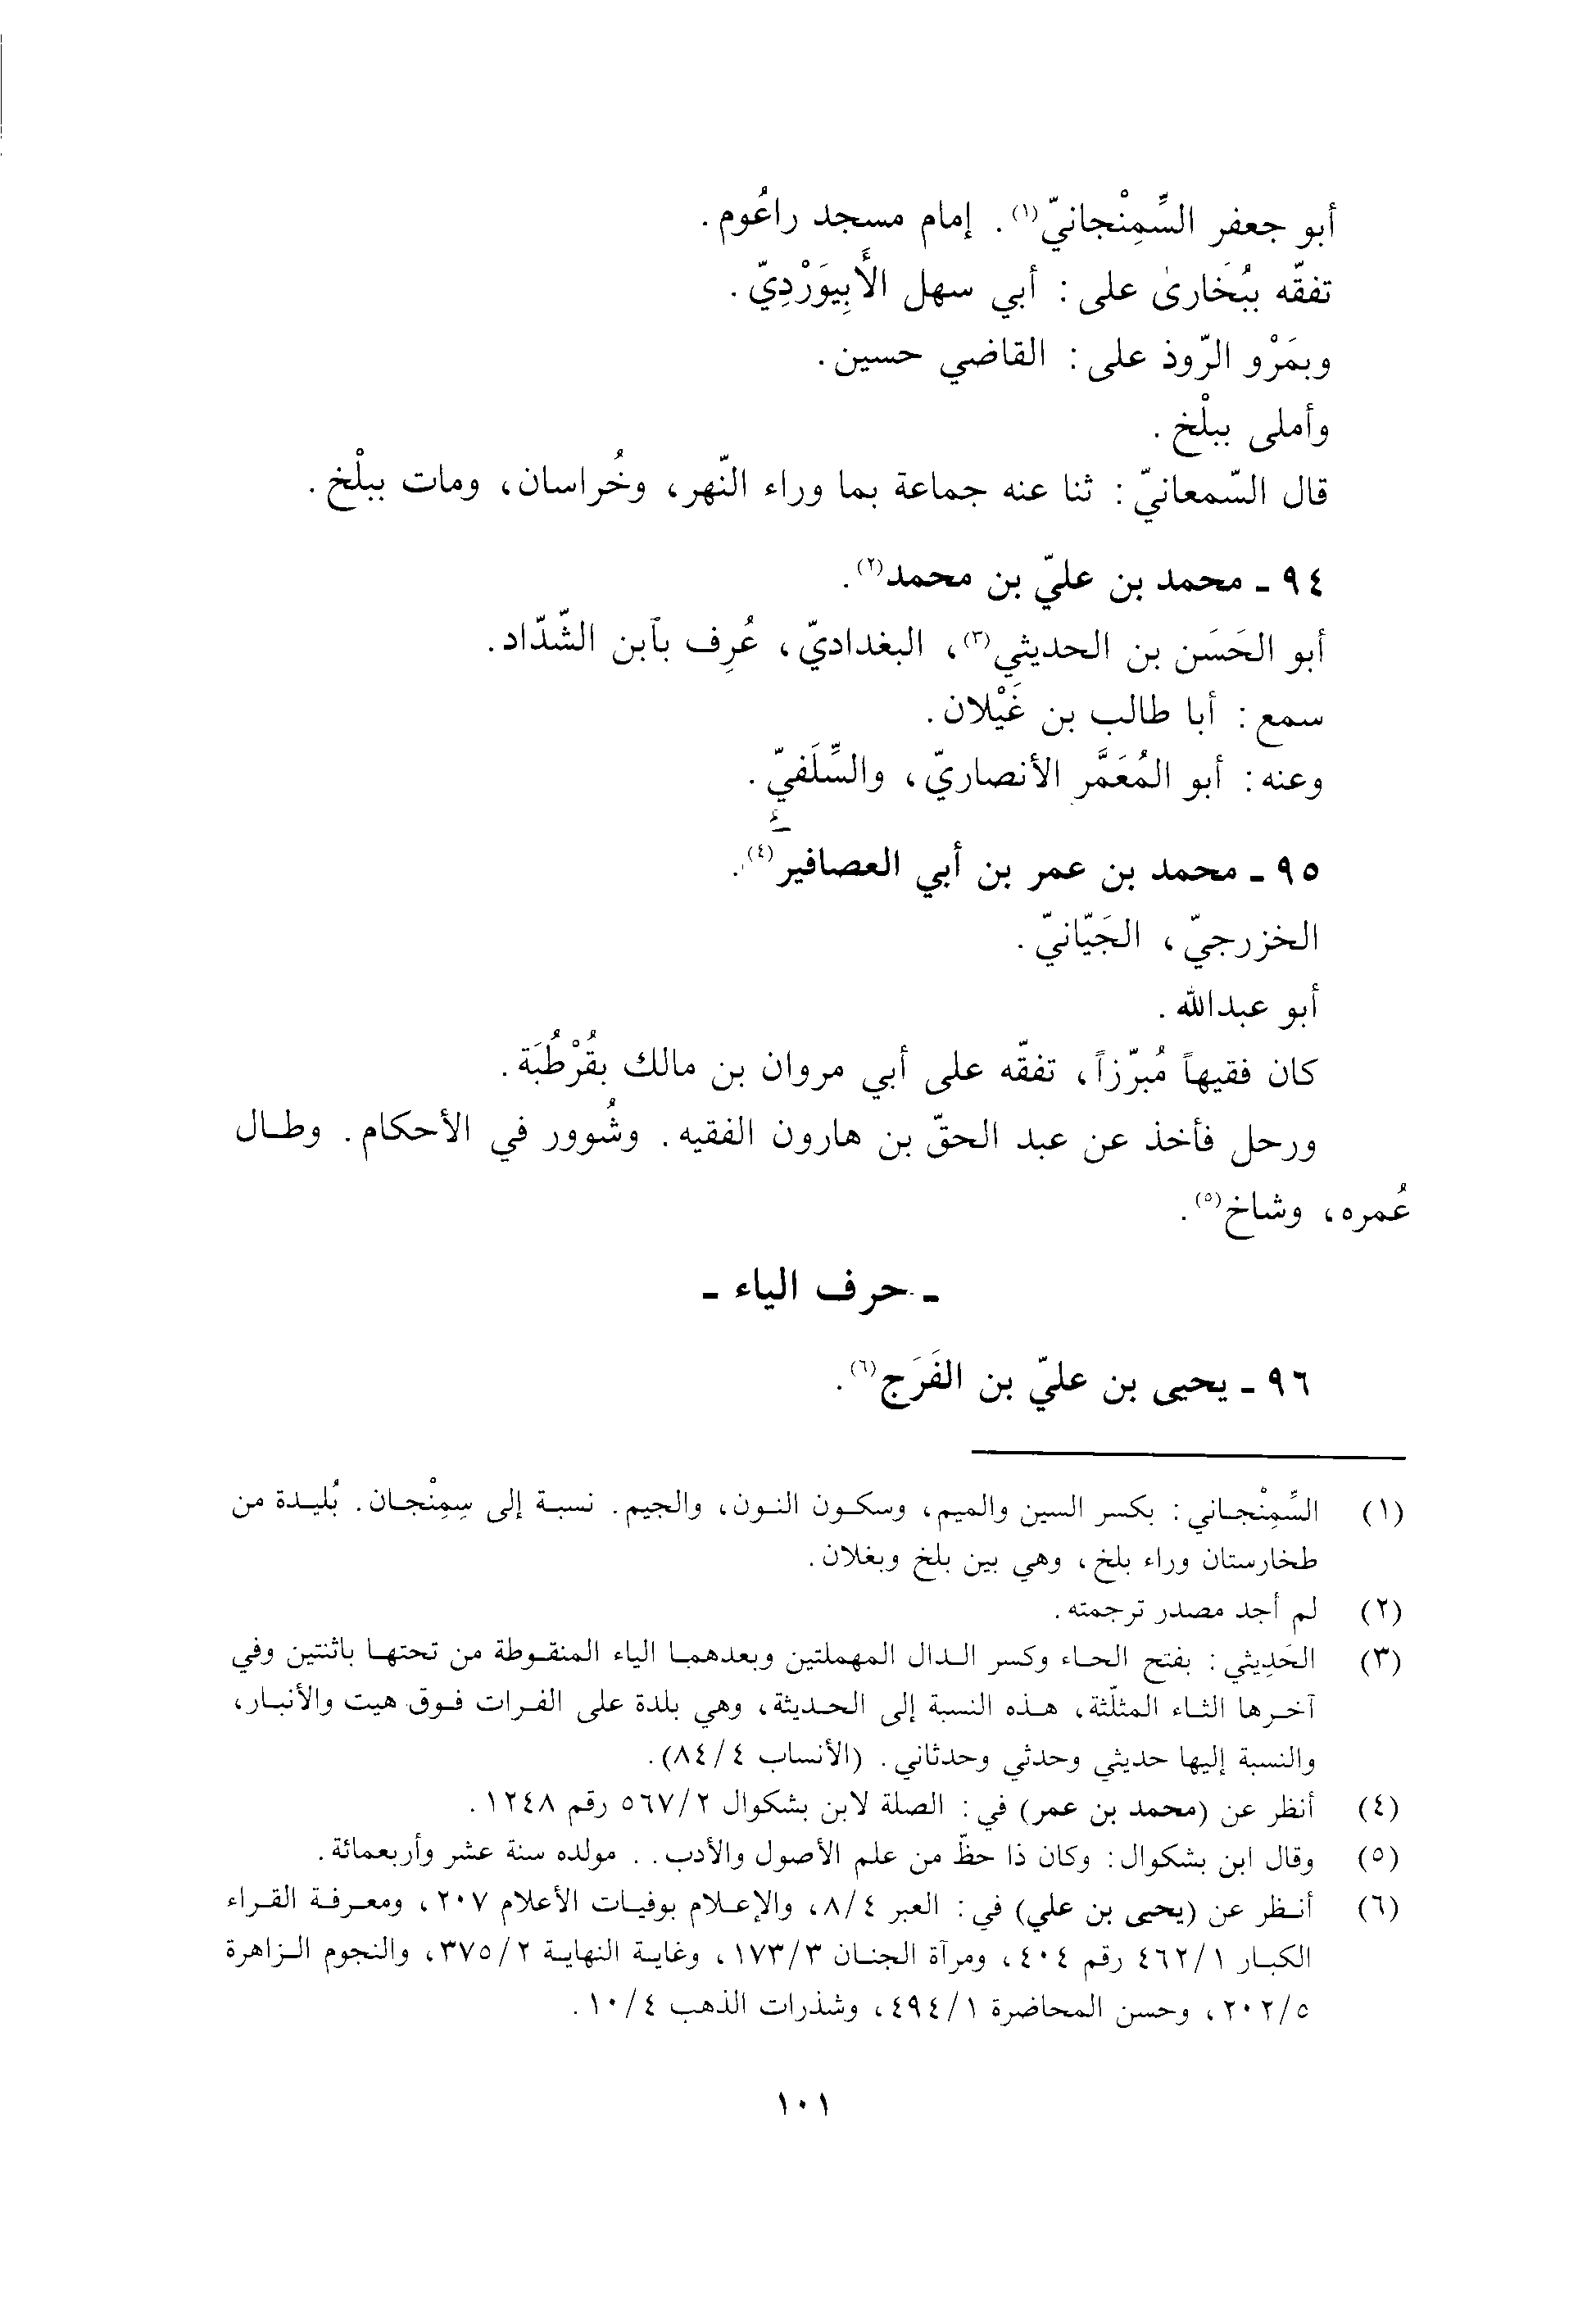 أبو جعفر السِّمِنْجانيّ(١). إمام مسجد راعُوم.
تفقّه ببُخَارىٰ على: أبي سهل الأَبِيوَرْدِيّ.
وبمَرْو الرّوذ على: القاضي حسين.
وأملى ببلْخ.
قال السّمعانيّ: ثنا عنه جماعة بما وراء النّهر، وخُراسان، ومات ببلْخ.
٩٤ ـ محمد بن عليّ بن محمد(٢).
أبو الحَسَن بن الحديثي(٣)، البغداديّ، عُرِف بآبن الشّدّاد.
سمع: أبا طالب بن غَيْلان.
وعنه: أبو المُعَمَّر الأنصاريّ، والسِّلَفيّ.
٩٥ ـ محمد بن عمر بن أبي العصافير(٤).
الخزرجيّ، الجَيّانيّ.
أبو عبدالله.
كان فقيهاً مُبرّزاً، تفقّه على أبي مروان بن مالك بقُرْطُبَة.
ورحل فأخذ عن عبد الحقّ بن هارون الفقيه. وشُوور في الأحكام. وطال
عُمره، وشاخ(٥).
ـ حرف الياء ـ
٩٦ ـ يحيى بن عليّ بن الفَرَج(٦).
(١) السِّمِنْجاني: بكسر السين والميم، وسكون النون، والجيم. نسبة إلى سِمِنْجان. بُليدة من
طخارستان وراء بلخ، وهي بين بلخ وبغلان.
(٢) لم أجد مصدر ترجمته.
(٣) الحَدِيثي: بفتح الحاء وكسر الدال المهملتين وبعدهما الياء المنقوطة من تحتها باثنتين وفي
آخرها الثاء المثلّثة، هذه النسبة إلى الحديثة، وهي بلدة على الفرات فوق هيت والأنبار،
والنسبة إليها حديثي وحدثي وحدثاني. (الأنساب ٨٤/٤).
(٤) أنظر عن (محمد بن عمر) في: الصلة لابن بشكوال ٥٦٧/٢ رقم ١٢٤٨.
(٥) وقال ابن بشكوال: وكان ذا حظّ من علم الأصول والأدب.. مولده سنة عشر وأربعمائة.
(٦) أنظر عن (يحيى بن علي) في: العبر ٨/٤، والإعلام بوفيات الأعلام ٢٠٧، ومعرفة القراء
الكبار ٤٦٢/١ رقم ٤٠٤، ومرآة الجنان ١٧٣/٣، وغاية النهاية ٣٧٥/٢، والنجوم الزاهرة
٢٠٢/٥، وحسن المحاضرة ٤٩٤/١، وشذرات الذهب ١٠/٤.
١٠١